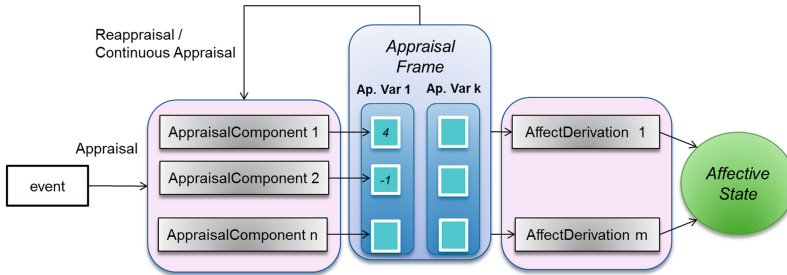 Reappraisal /
Continuous Appraisal
Appraisal
Frame
Ap. Var 1 Ap. Var k
Appraisal
event
AppraisalComponent 1
4
AppraisalComponent 2
-1
AppraisalComponent n
AffectDerivation 1
AffectDerivation m
Affective
State